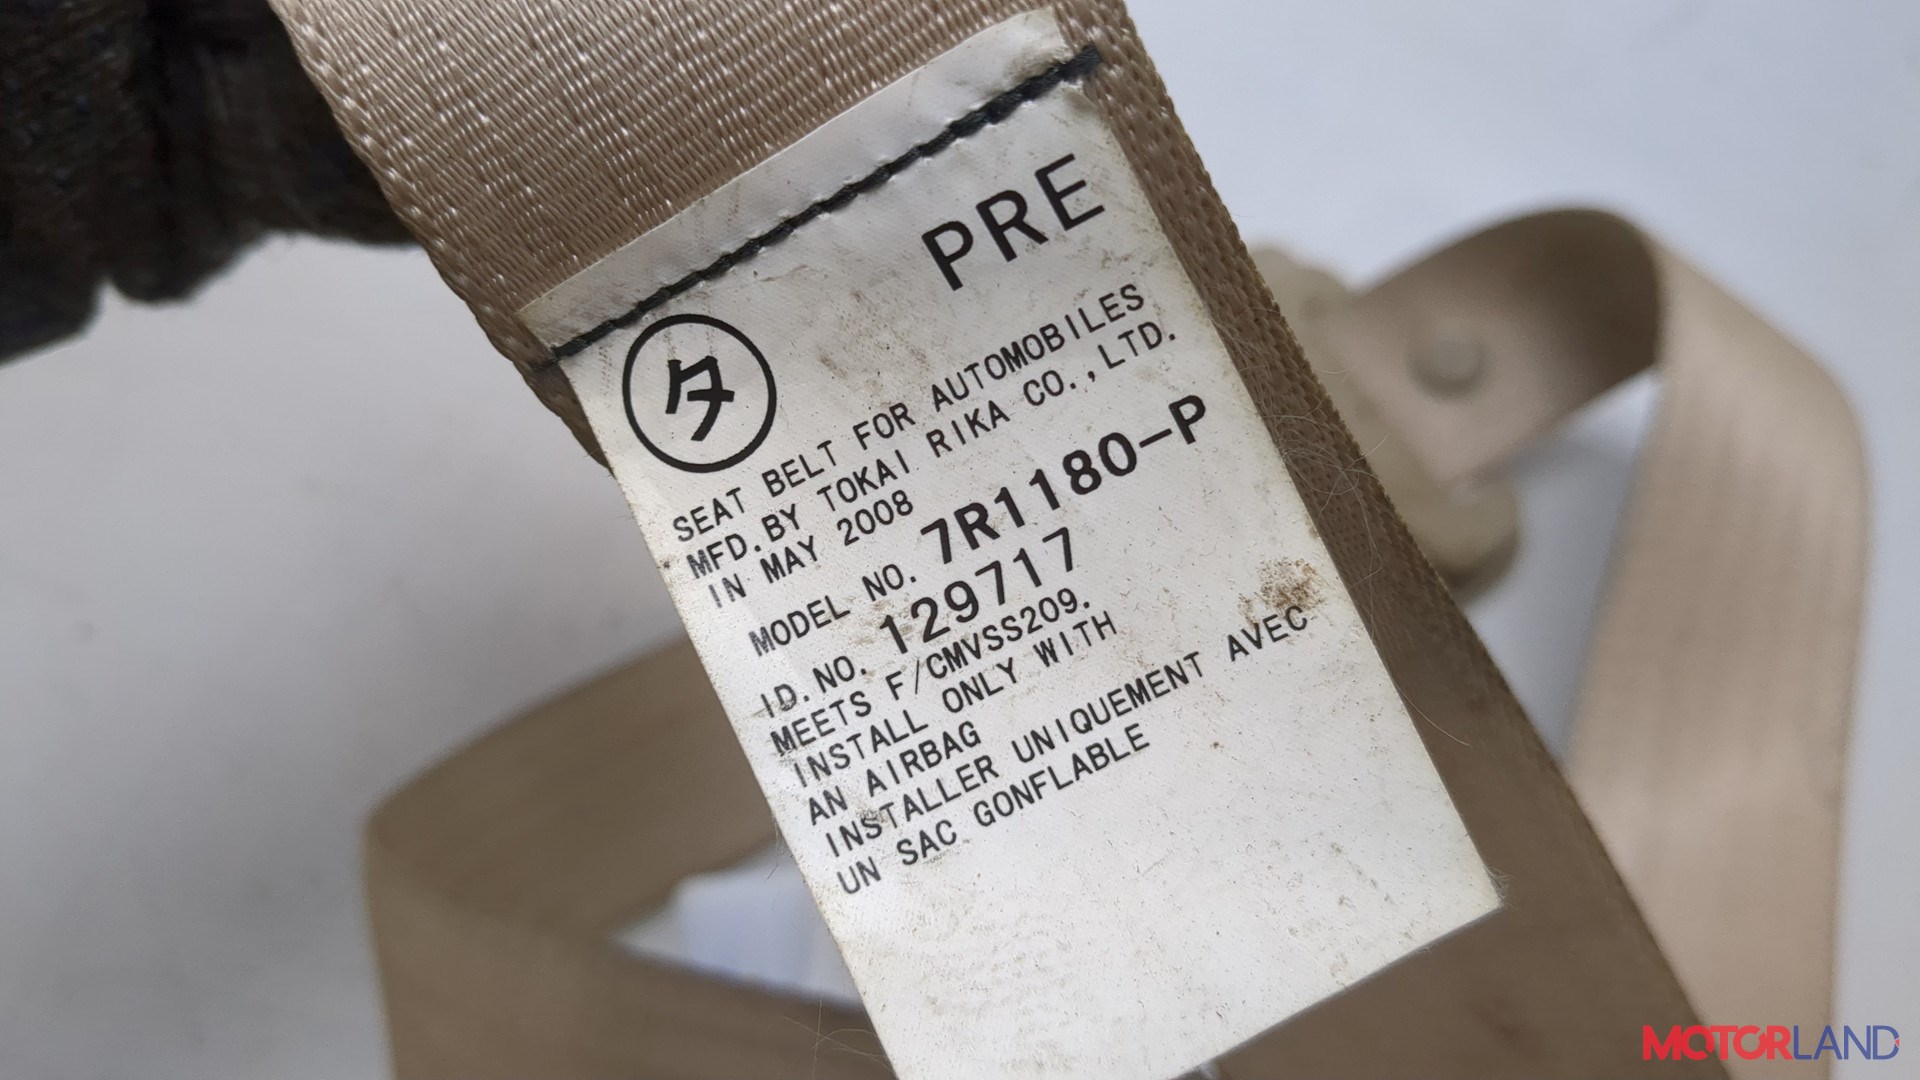 PRE
タ
SEAT BELT FOR AUTOMOBILES
MFD.BY TOKAI RIKA CO.,LTD.
IN MAY 2008
MODEL NO. 7R1180-P
ID.NO. 129717
MEETS F/CMVSS209.
INSTALL ONLY WITH
AN AIRBAG
INSTALLER UNIQUEMENT AVEC
UN SAC GONFLABLE
MOTORLAND